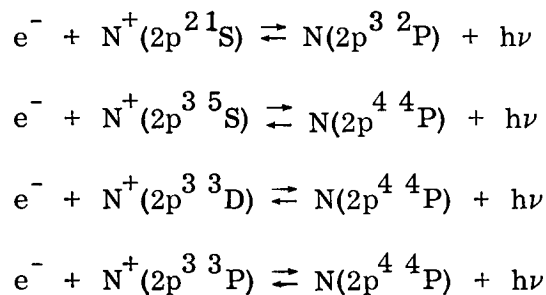 e⁻ + N⁺(2p² ¹S) ⇄ N(2p³ ²P) + hν
e⁻ + N⁺(2p³ ⁵S) ⇄ N(2p⁴ ⁴P) + hν
e⁻ + N⁺(2p³ ³D) ⇄ N(2p⁴ ⁴P) + hν
e⁻ + N⁺(2p³ ³P) ⇄ N(2p⁴ ⁴P) + hν